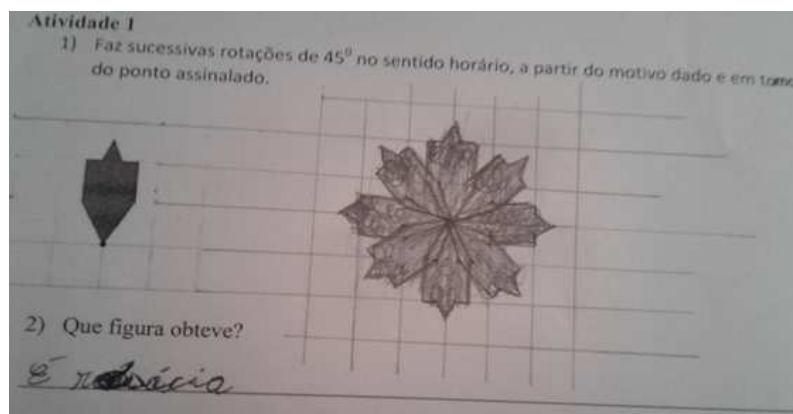 Atividade 1
1) Faz sucessivas rotações de 45º no sentido horário, a partir do motivo dado e em torno
do ponto assinalado.
2) Que figura obteve?
É rosácia